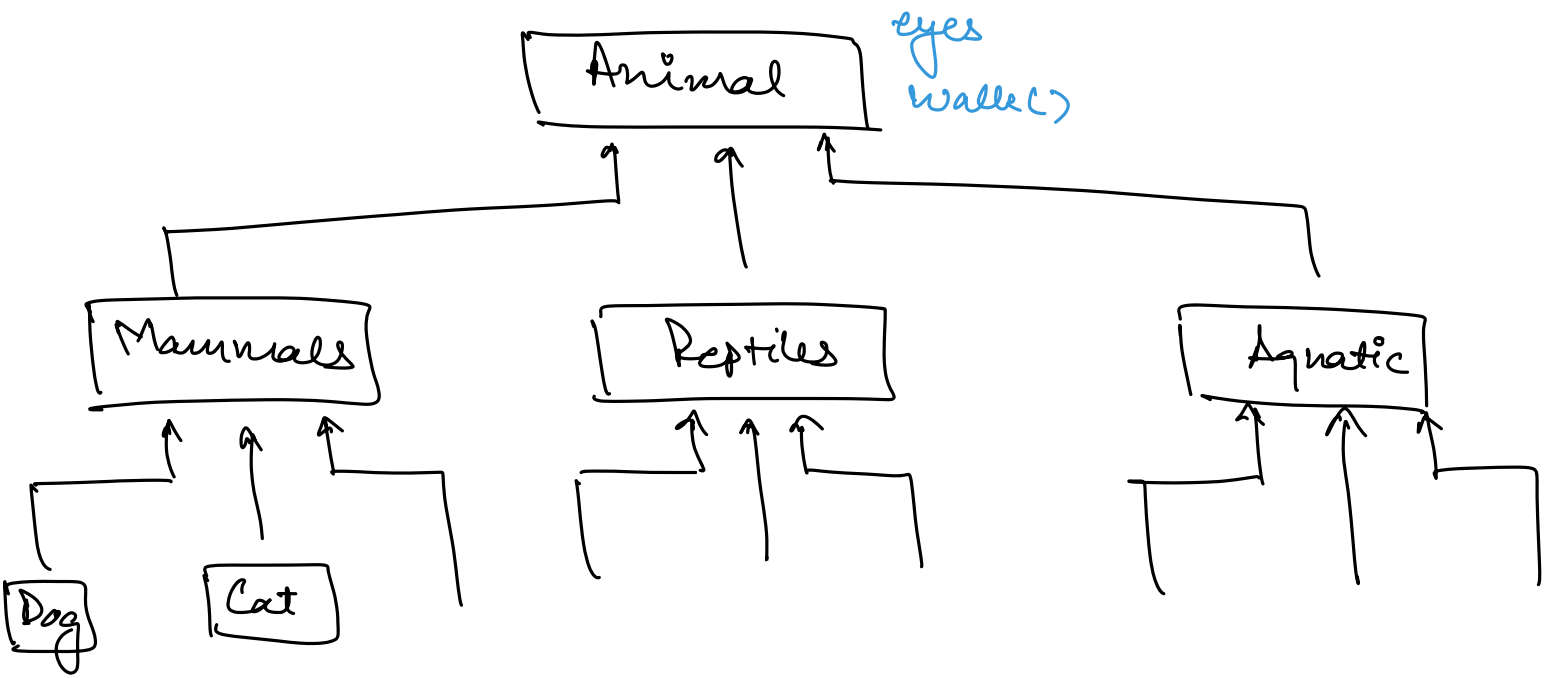 eyes
Animal
walk()
Mammals
Reptiles
Aquatic
Dog
Cat